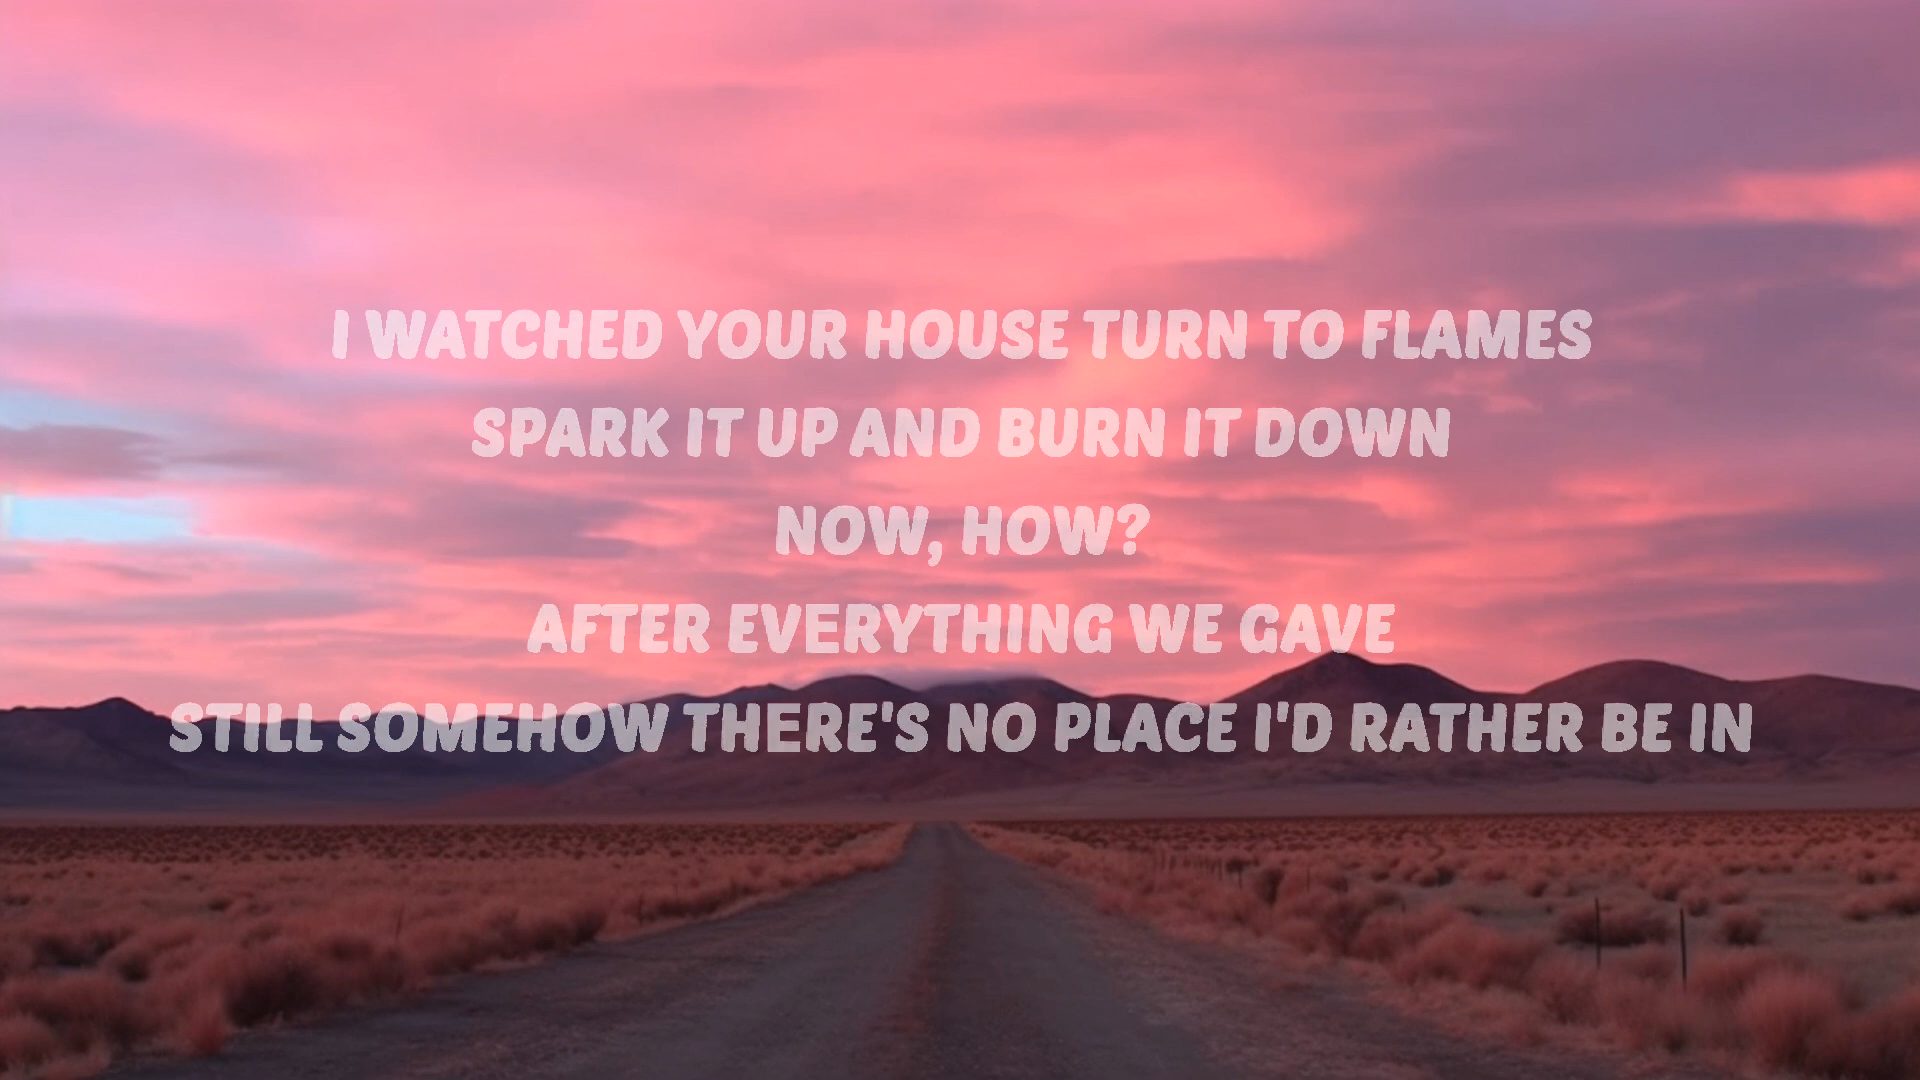 I WATCHED YOUR HOUSE TURN TO FLAMES
SPARK IT UP AND BURN IT DOWN
NOW, HOW?
AFTER EVERYTHING WE GAVE
STILL SOMEHOW THERE'S NO PLACE I'D RATHER BE IN